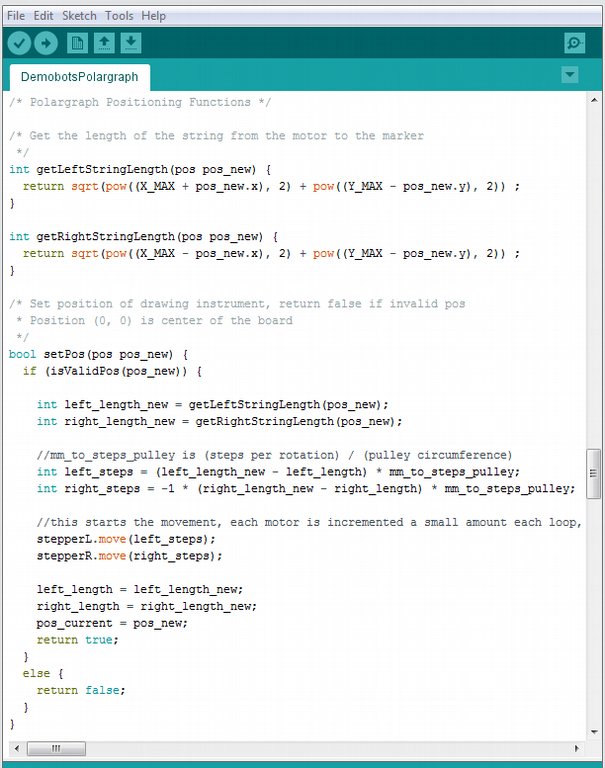 File Edit Sketch Tools Help
DemobotsPolargraph
/* Polargraph Positioning Functions */
/* Get the length of the string from the motor to the marker
 */
int getLeftStringLength(pos pos_new) {
  return sqrt(pow((X_MAX + pos_new.x), 2) + pow((Y_MAX - pos_new.y), 2)) ;
}
int getRightStringLength(pos pos_new) {
  return sqrt(pow((X_MAX - pos_new.x), 2) + pow((Y_MAX - pos_new.y), 2)) ;
}
/* Set position of drawing instrument, return false if invalid pos
 * Position (0, 0) is center of the board
 */
bool setPos(pos pos_new) {
  if (isValidPos(pos_new)) {
    int left_length_new = getLeftStringLength(pos_new);
    int right_length_new = getRightStringLength(pos_new);
    //mm_to_steps_pulley is (steps per rotation) / (pulley circumference)
    int left_steps = (left_length_new - left_length) * mm_to_steps_pulley;
    int right_steps = -1 * (right_length_new - right_length) * mm_to_steps_pulley;
    //this starts the movement, each motor is incremented a small amount each loop,
    stepperL.move(left_steps);
    stepperR.move(right_steps);
    left_length = left_length_new;
    right_length = right_length_new;
    pos_current = pos_new;
    return true;
  }
  else {
    return false;
  }
}